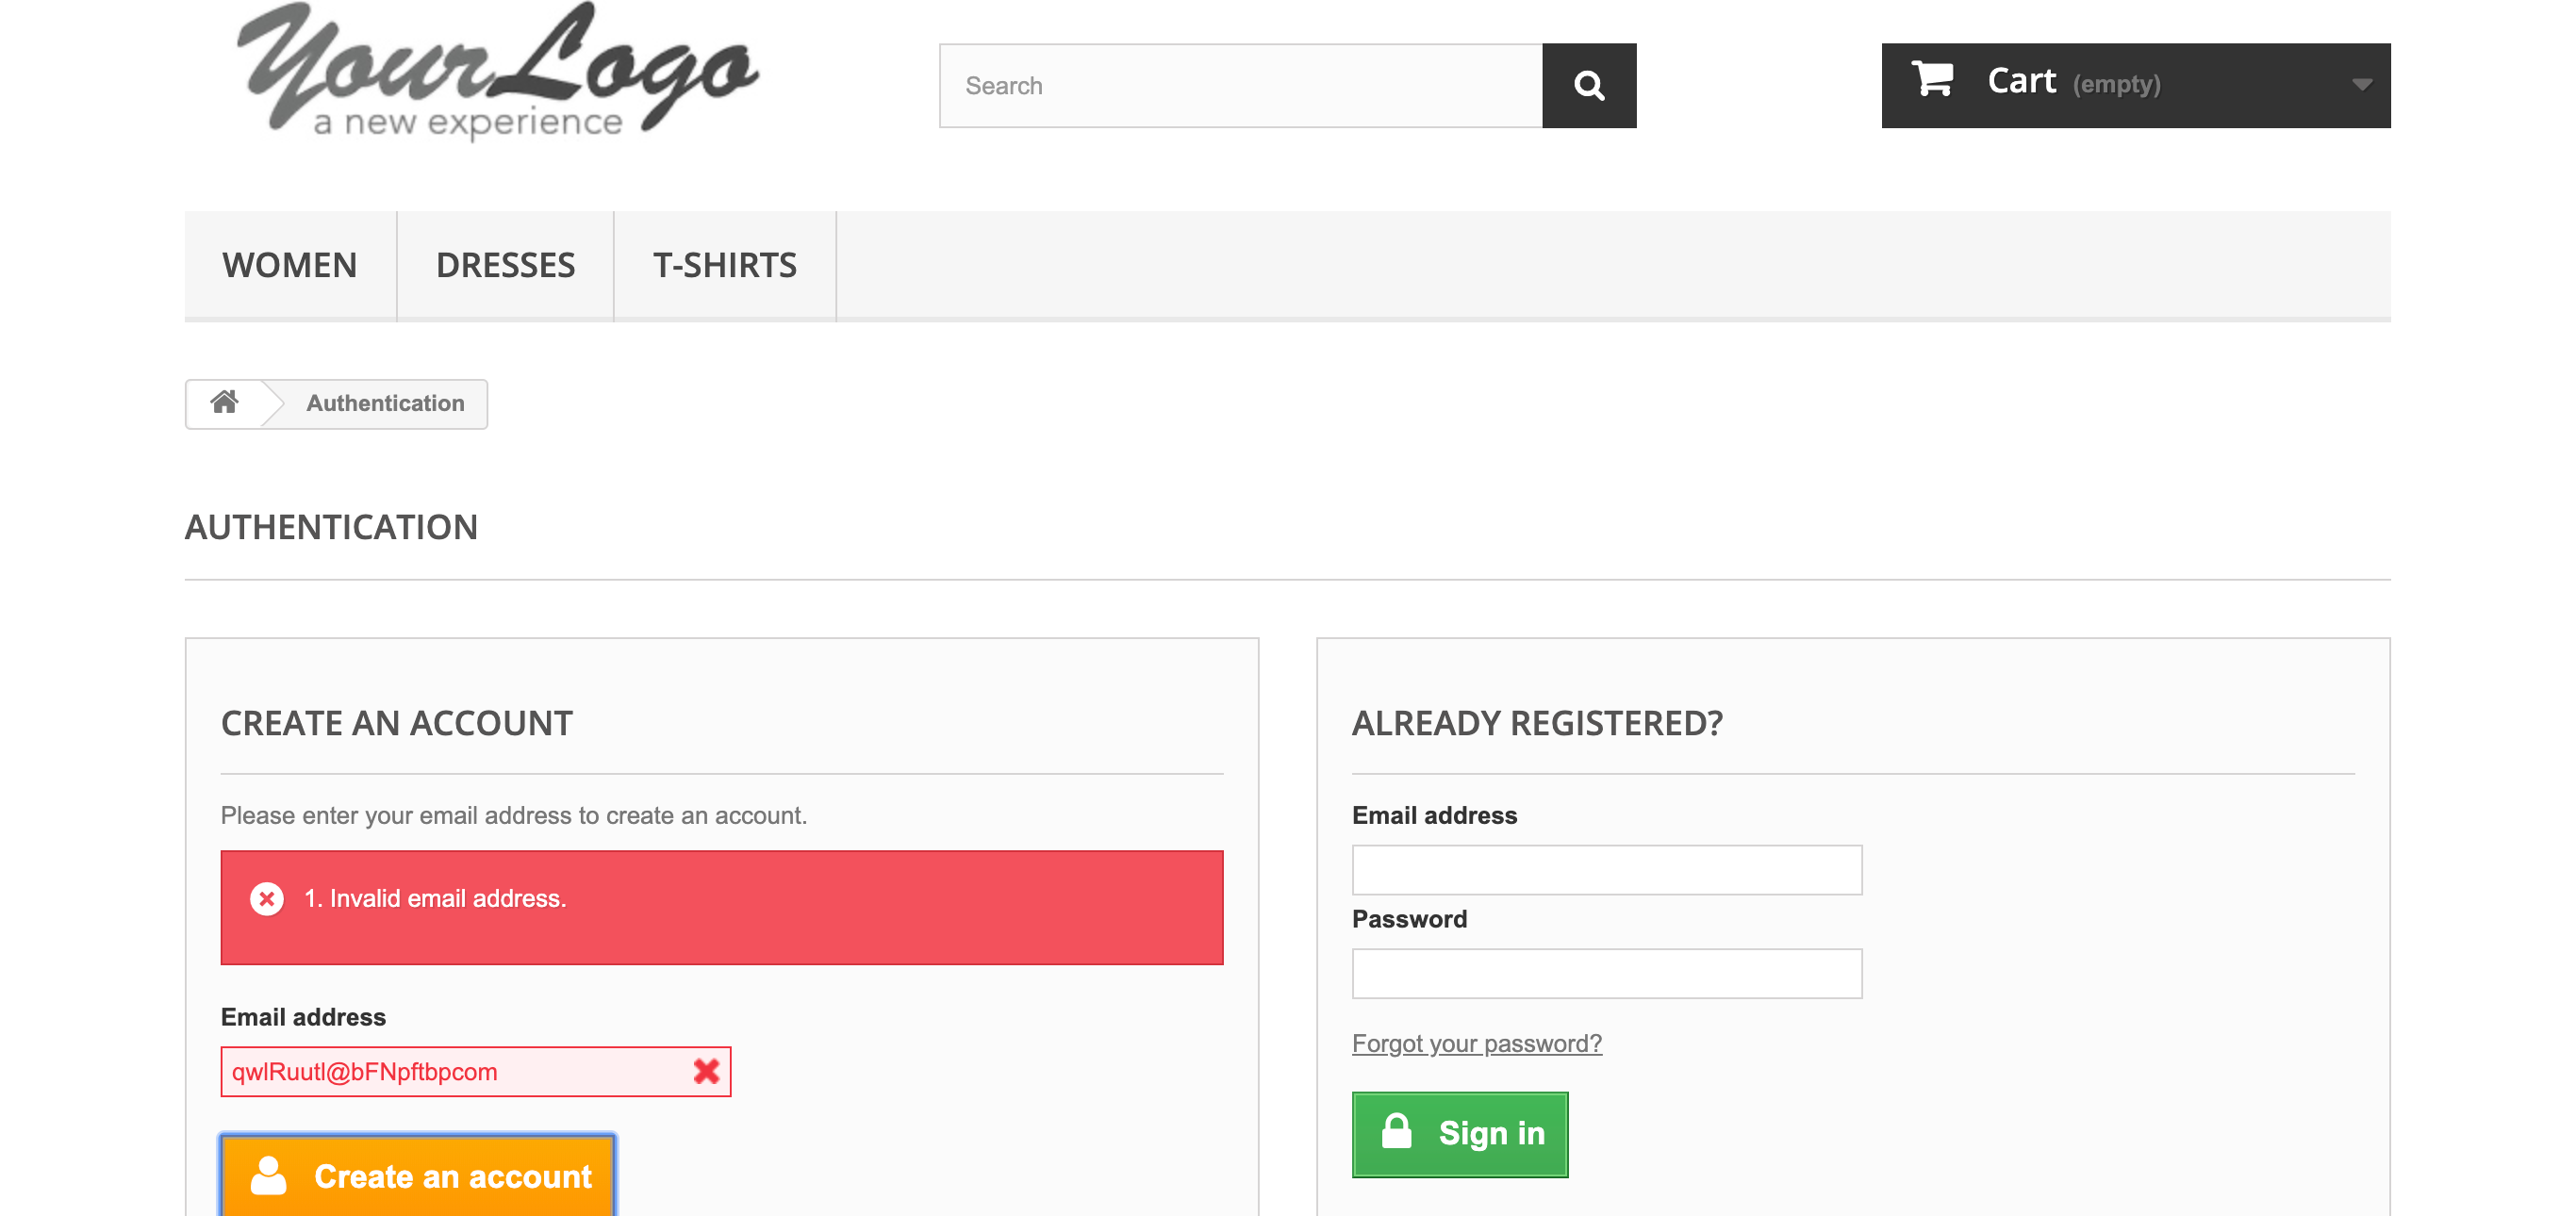 YourLogo
a new experience
Search
Cart (empty)
WOMEN
DRESSES
T-SHIRTS
Authentication
AUTHENTICATION
CREATE AN ACCOUNT
Please enter your email address to create an account.
1. Invalid email address.
Email address
qwlRuutl@bFNpftbpcom
Create an account
ALREADY REGISTERED?
Email address
Password
Forgot your password?
Sign in